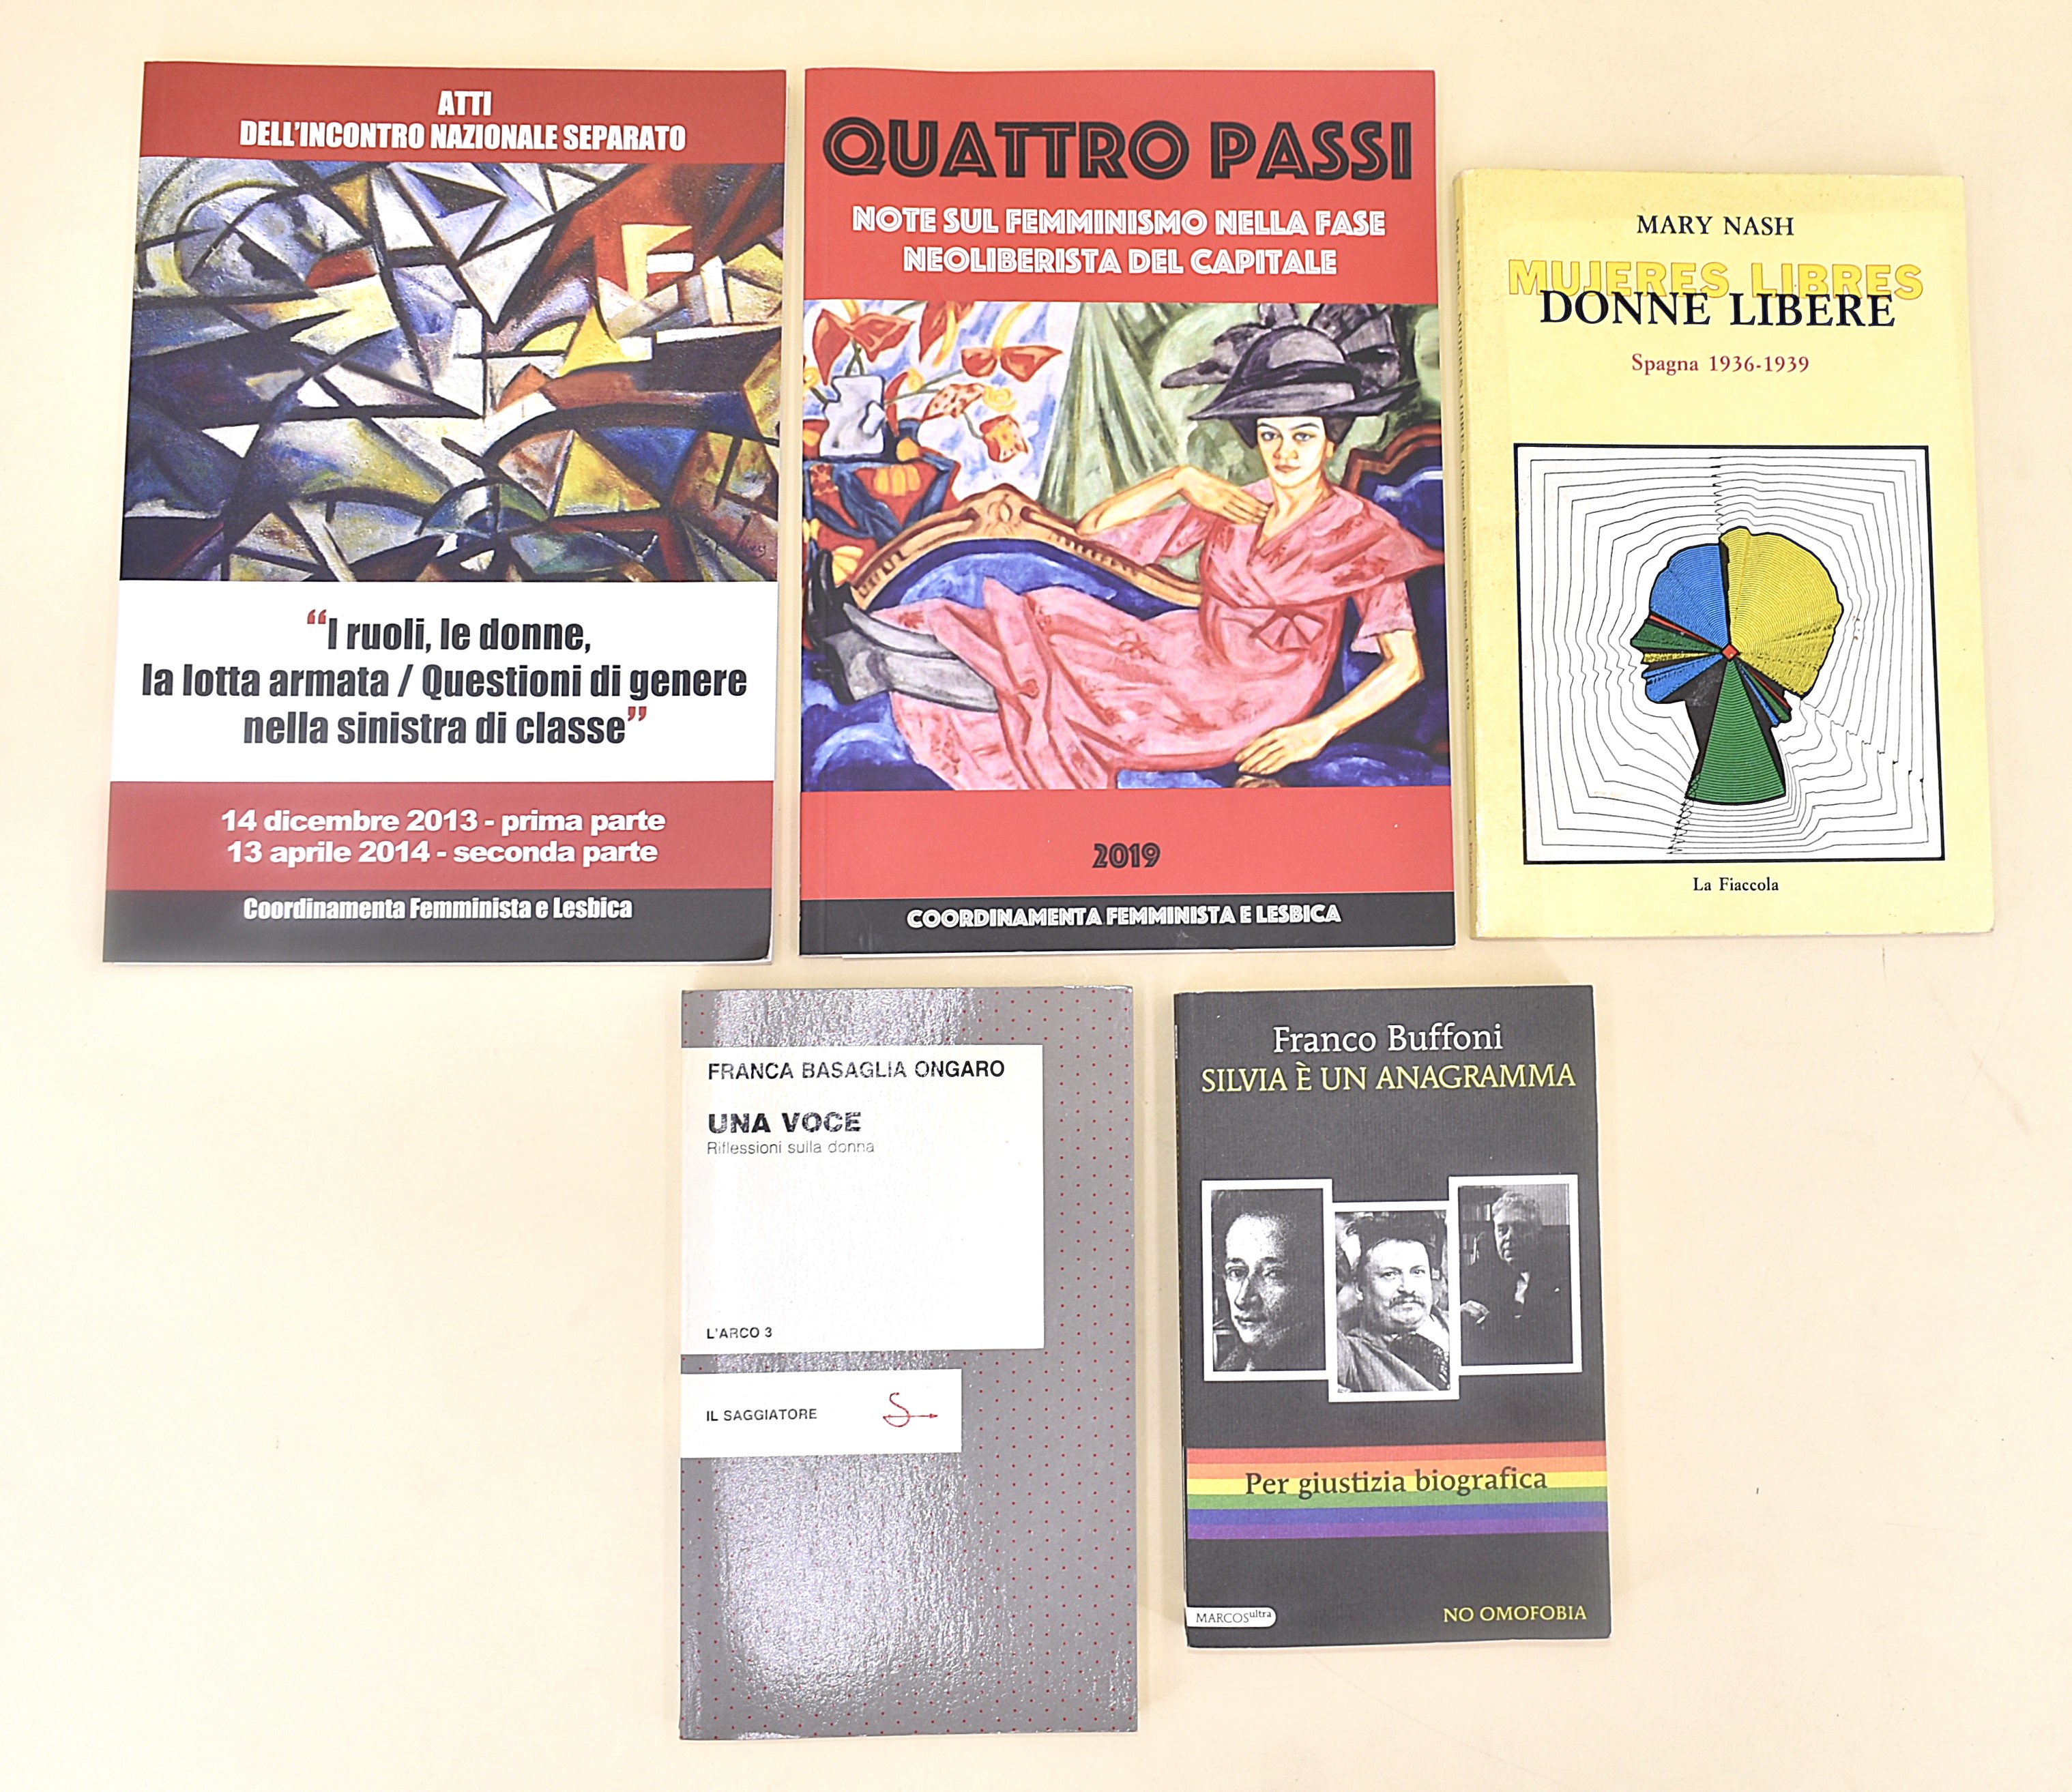 ATTI
DELL'INCONTRO NAZIONALE SEPARATO
"I ruoli, le donne,
la lotta armata / Questioni di genere
nella sinistra di classe"
14 dicembre 2013 - prima parte
13 aprile 2014 - seconda parte
Coordinamenta Femminista e Lesbica
QUATTRO PASSI
NOTE SUL FEMMINISMO NELLA FASE
NEOLIBERISTA DEL CAPITALE
2019
COORDINAMENTA FEMMINISTA E LESBICA
MARY NASH
MUJERES LIBRES
DONNE LIBERE
Spagna 1936-1939
La Fiaccola
FRANCA BASAGLIA ONGARO
UNA VOCE
Riflessioni sulla donna
L'ARCO 3
IL SAGGIATORE
Franco Buffoni
SILVIA È UN ANAGRAMMA
Per giustizia biografica
MARCOSultra
NO OMOFOBIA